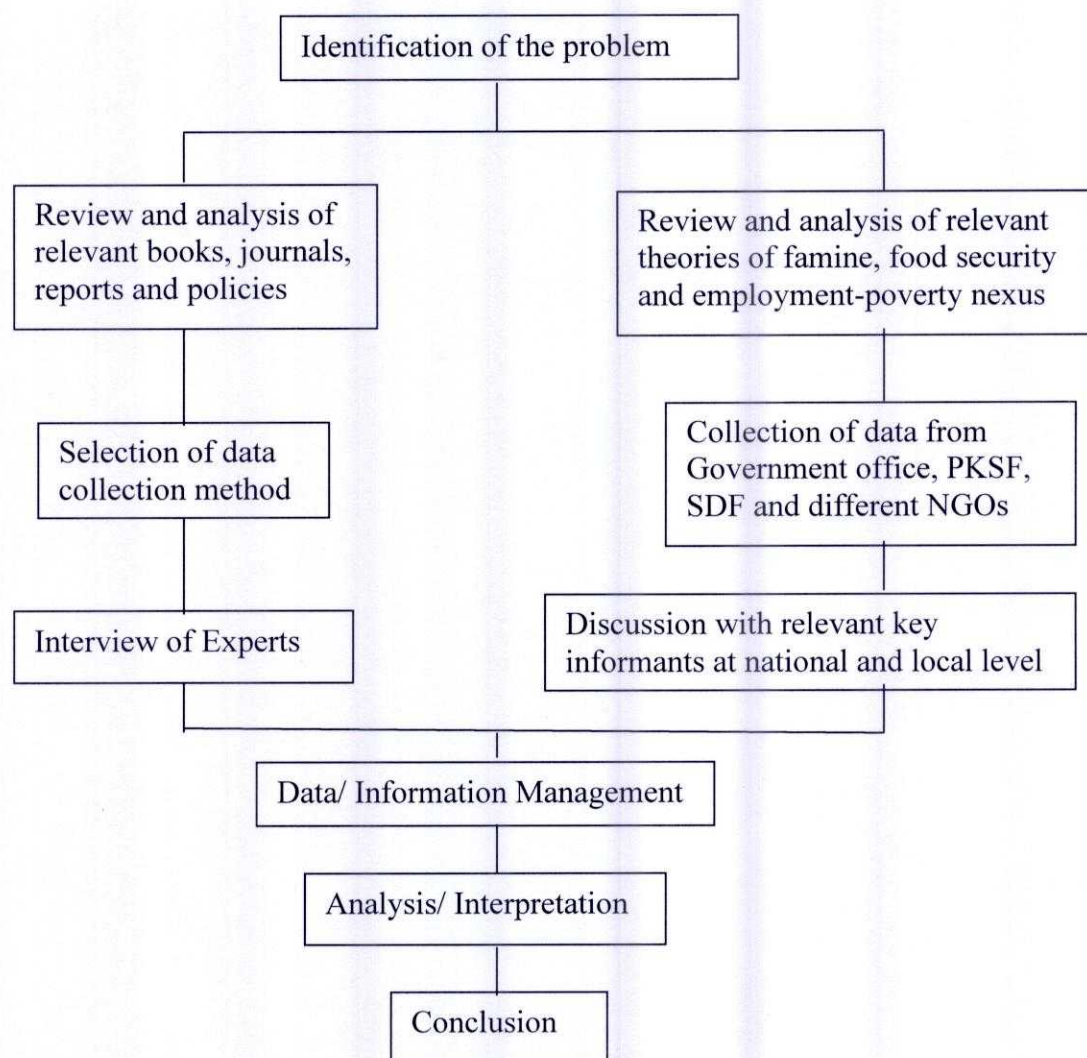 Identification of the problem
Review and analysis of
relevant books, journals,
reports and policies
Review and analysis of relevant
theories of famine, food security
and employment-poverty nexus
Selection of data
collection method
Collection of data from
Government office, PKSF,
SDF and different NGOs
Interview of Experts
Discussion with relevant key
informants at national and local level
Data/ Information Management
Analysis/ Interpretation
Conclusion